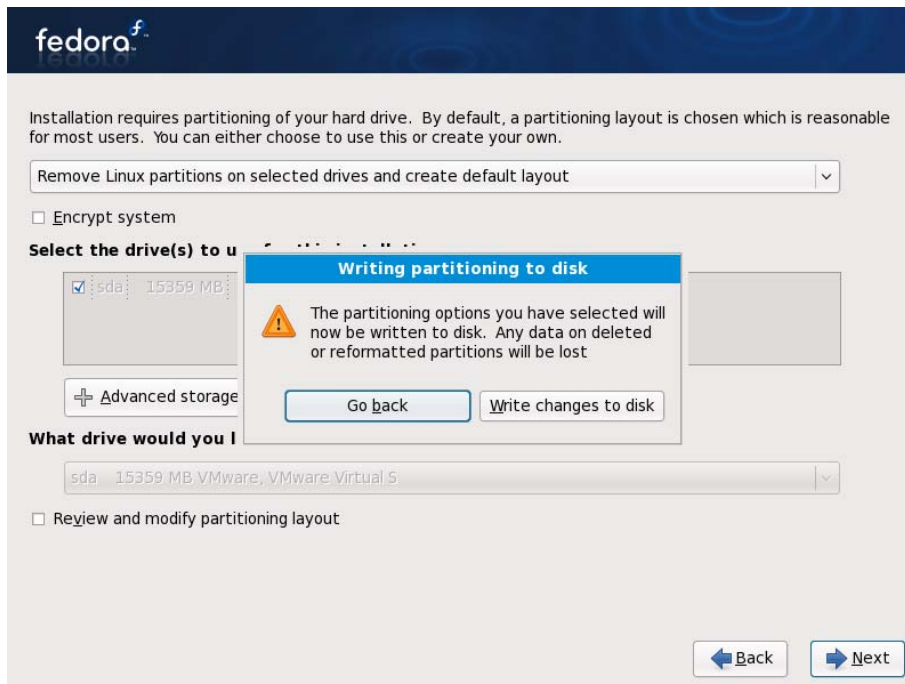 fedora
Installation requires partitioning of your hard drive. By default, a partitioning layout is chosen which is reasonable
for most users. You can either choose to use this or create your own.
Remove Linux partitions on selected drives and create default layout
Encrypt system
Select the drive(s) to u
Writing partitioning to disk
sda 15359 MB
The partitioning options you have selected will
now be written to disk. Any data on deleted
or reformatted partitions will be lost
Advanced storage
Go back
Write changes to disk
What drive would you l
sda 15359 MB VMware, VMware Virtual S
Review and modify partitioning layout
Back
Next